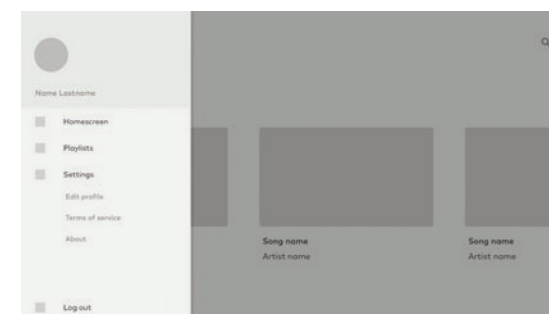 Name Lastname
Homescreen
Playlists
Settings
Edit profile
Terms of service
About
Log out
Song name
Artist name
Song name
Artist name